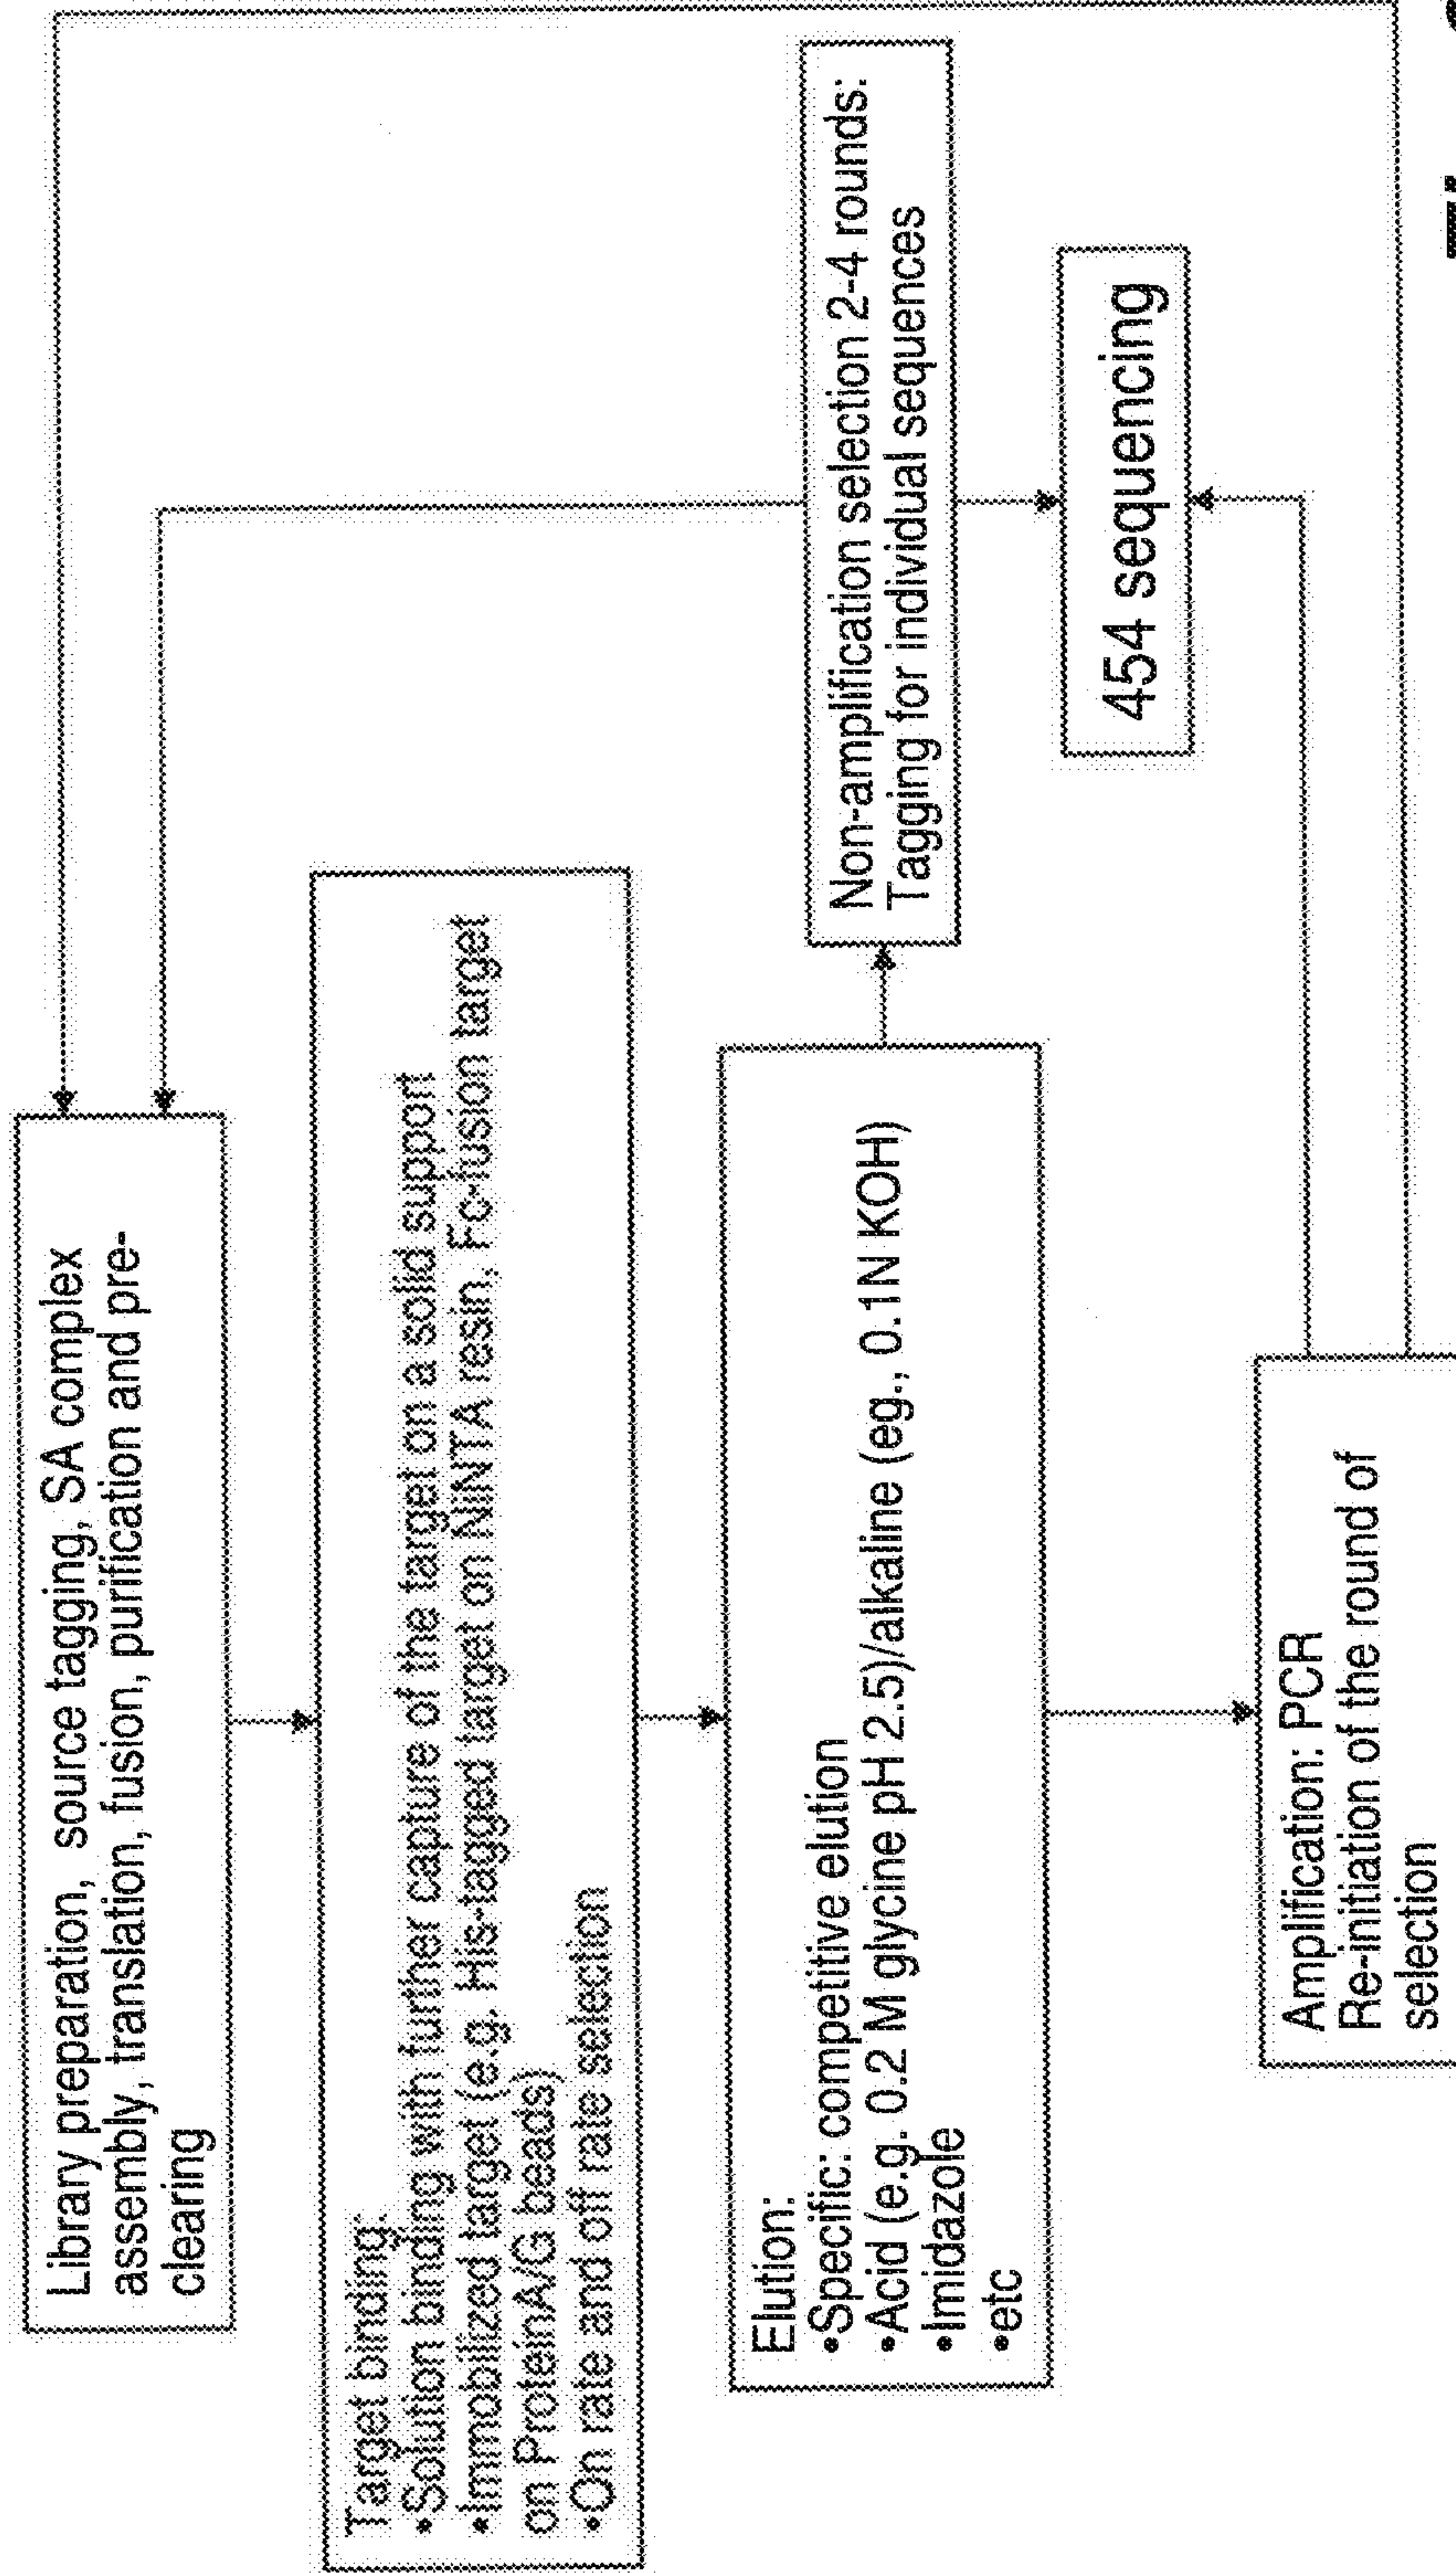 Library preparation, source tagging, SA complex
assembly, translation, fusion, purification and pre-
clearing
Target binding:
•Solution binding with further capture of the target on a solid support
•Immobilized target (e.g. His-tagged target on NiNTA resin, Fc-fusion target
on ProteinA/G beads)
•On rate and off rate selection
Elution:
•Specific: competitive elution
•Acid (e.g. 0.2 M glycine pH 2.5)/alkaline (eg., 0.1N KOH)
•Imidazole
•etc
Non-amplification selection 2-4 rounds:
Tagging for individual sequences
454 sequencing
Amplification: PCR
Re-initiation of the round of
selection